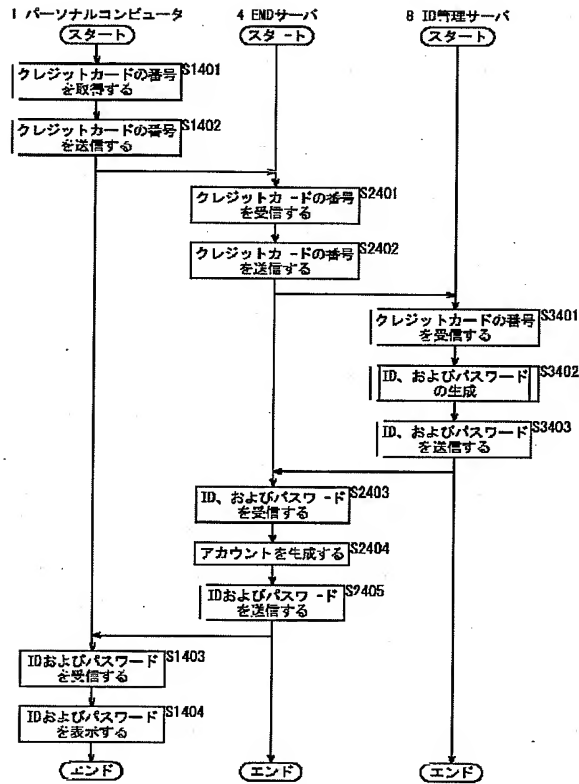 1 パーソナルコンピュータ
4 ENDサーバ
8 ID管理サーバ
スタート
スタート
スタート
クレジットカードの番号
を取得する
S1401
クレジットカードの番号
を送信する
S1402
クレジットカードの番号
を受信する
S2401
クレジットカードの番号
を送信する
S2402
クレジットカードの番号
を受信する
S3401
ID、およびパスワード
の生成
S3402
ID、およびパスワード
を送信する
S3403
ID、およびパスワード
を受信する
S2403
アカウントを生成する
S2404
IDおよびパスワード
を送信する
S2405
IDおよびパスワード
を受信する
S1403
IDおよびパスワード
を表示する
S1404
エンド
エンド
エンド